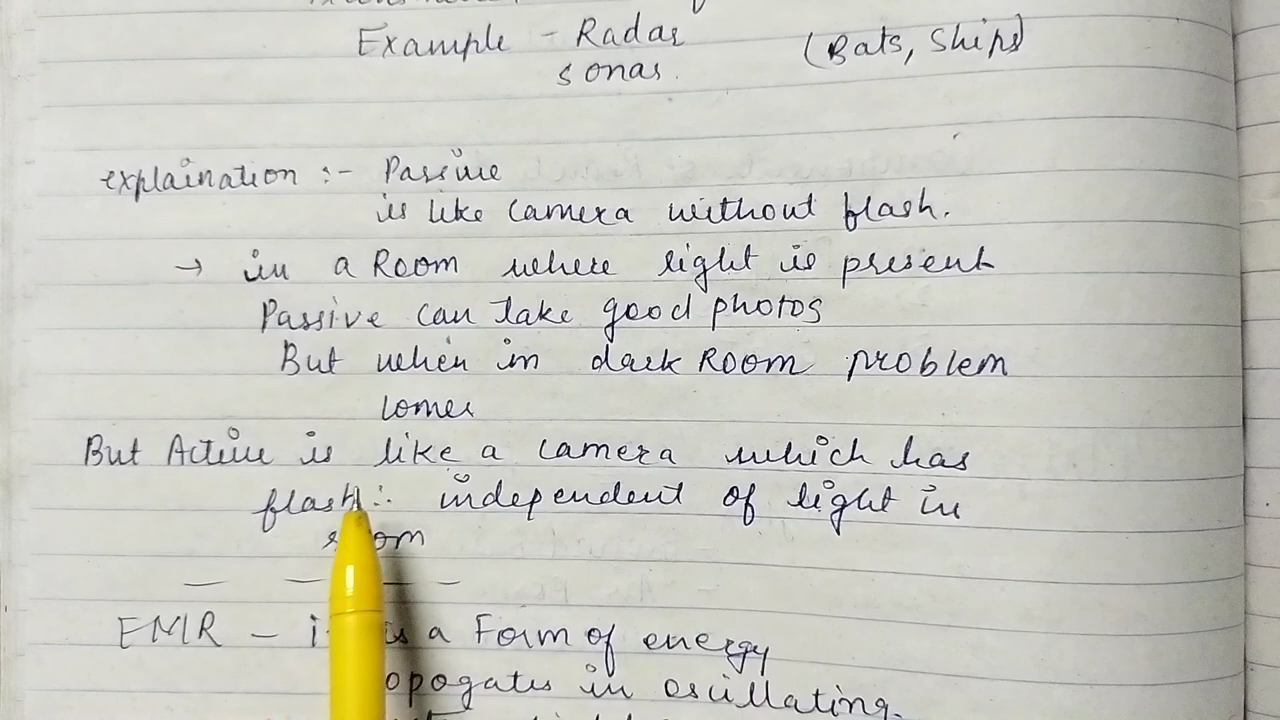 Example - Radar (Bats, Ships)
sonar.
explaination :- Passive
is like camera without flash.
→ in a Room where light is present
Passive can take good photos
But when in dark Room problem
comes
But Active is like a camera which has
flash ∴ independent of light in
room
EMR - is a Form of energy
opogates in oscillating.